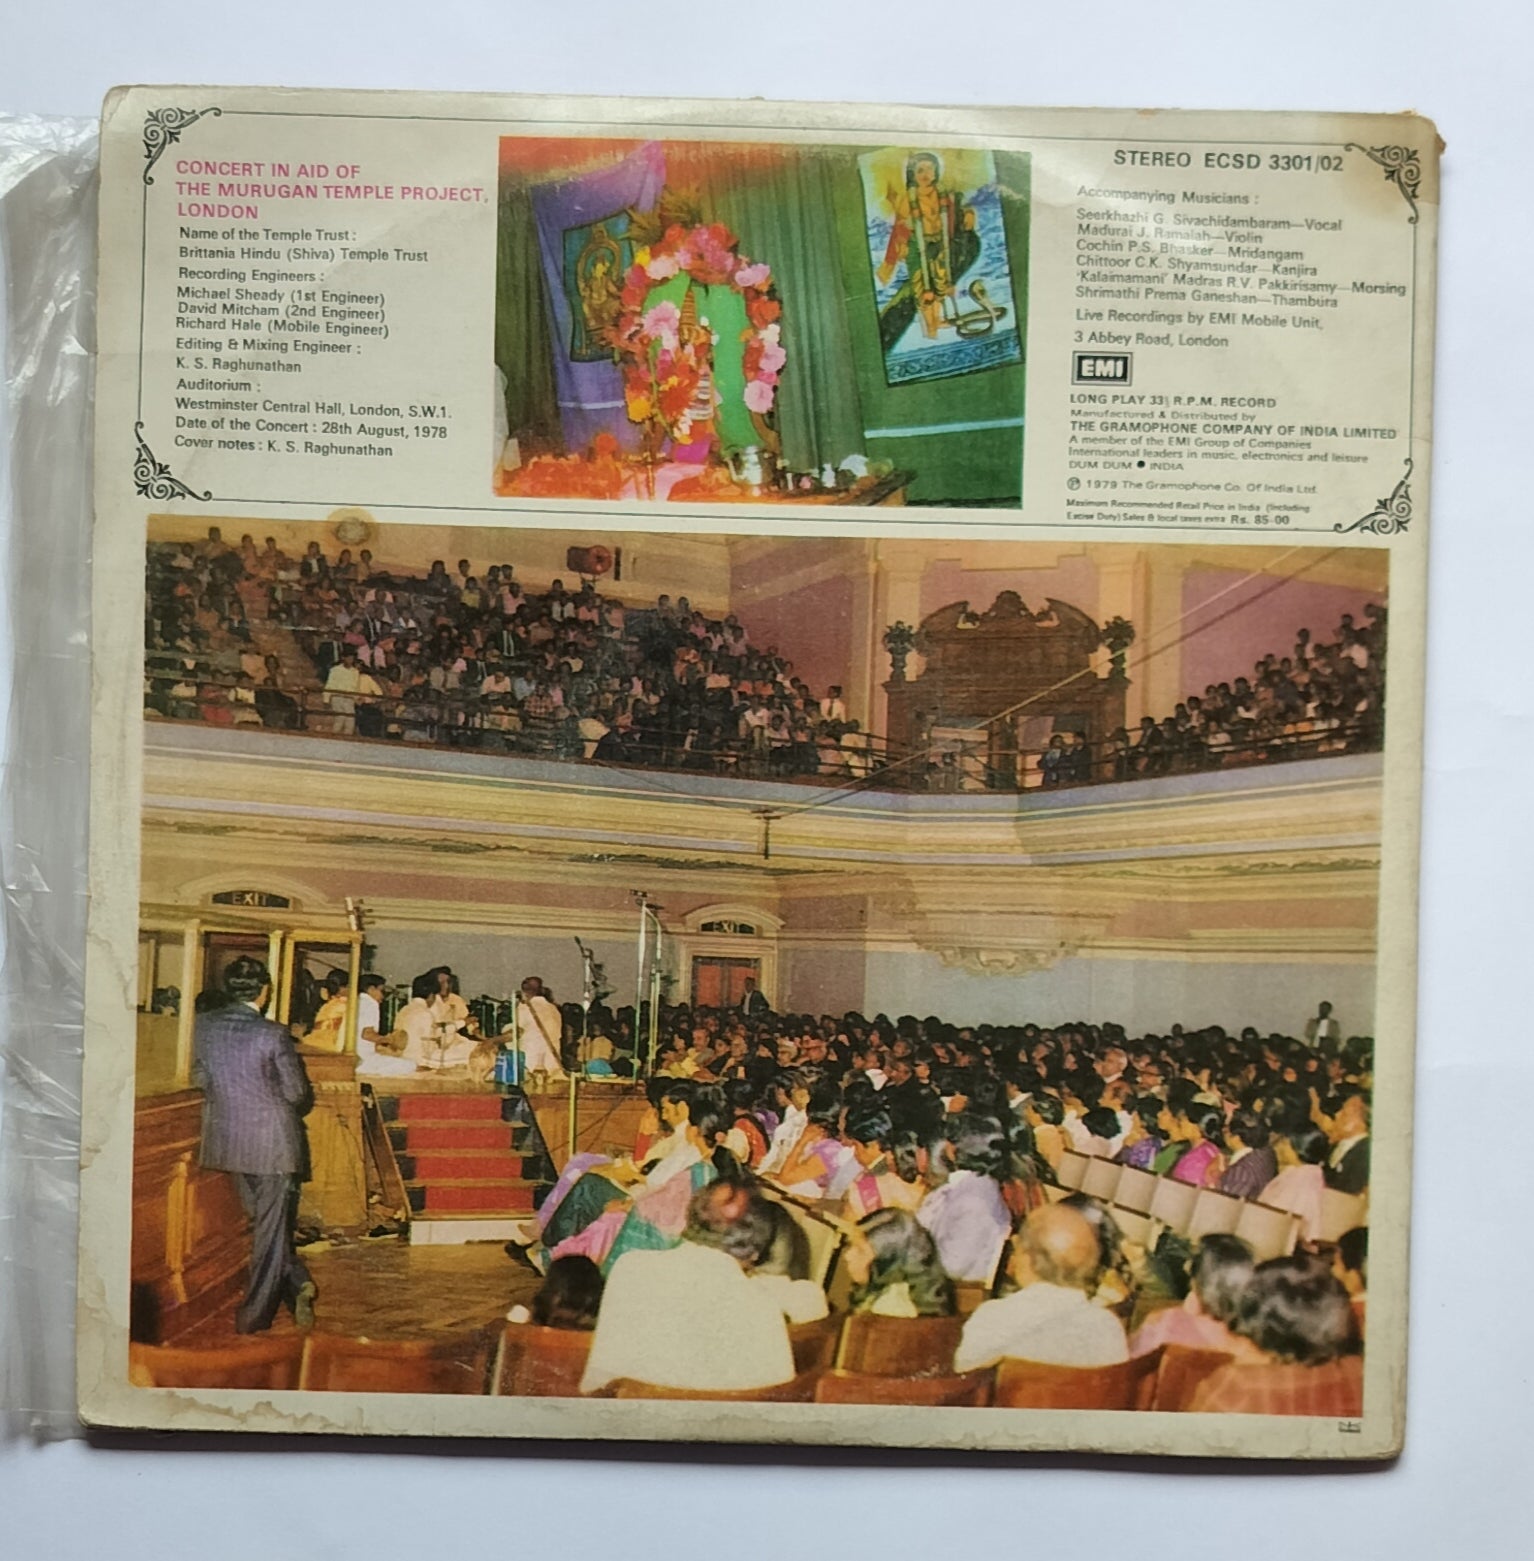 CONCERT IN AID OF
THE MURUGAN TEMPLE PROJECT,
LONDON
Name of the Temple Trust:
Brittania Hindu (Shiva) Temple Trust
Recording Engineers :
Michael Sheady (1st Engineer)
David Mitcham (2nd Engineer)
Richard Hale (Mobile Engineer)
Editing & Mixing Engineer :
K. S. Raghunathan
Auditorium :
Westminster Central Hall, London, S.W.1.
Date of the Concert : 28th August, 1978
Cover notes : K. S. Raghunathan
STEREO ECSD 3301/02
Accompanying Musicians :
Seerkhazhi G. Sivachidambaram—Vocal
Madurai J. Ramaiah—Violin
Cochin P.S. Bhasker—Mridangam
Chittoor C.K. Shyamsundar—Kanjira
'Kalaimamani' Madras R.V. Pakkirisamy—Morsing
Shrimathi Prema Ganeshan—Thambura
Live Recordings by EMI Mobile Unit,
3 Abbey Road, London
EMI
LONG PLAY 33⅓ R.P.M. RECORD
Manufactured & Distributed by
THE GRAMOPHONE COMPANY OF INDIA LIMITED
A member of the EMI Group of Companies
International leaders in music, electronics and leisure
DUM DUM ● INDIA
Ⓟ 1979 The Gramophone Co. Of India Ltd.
Maximum Recommended Retail Price in India (Including
Excise Duty) Sales & local taxes extra Rs. 85-00
EXIT
EXIT